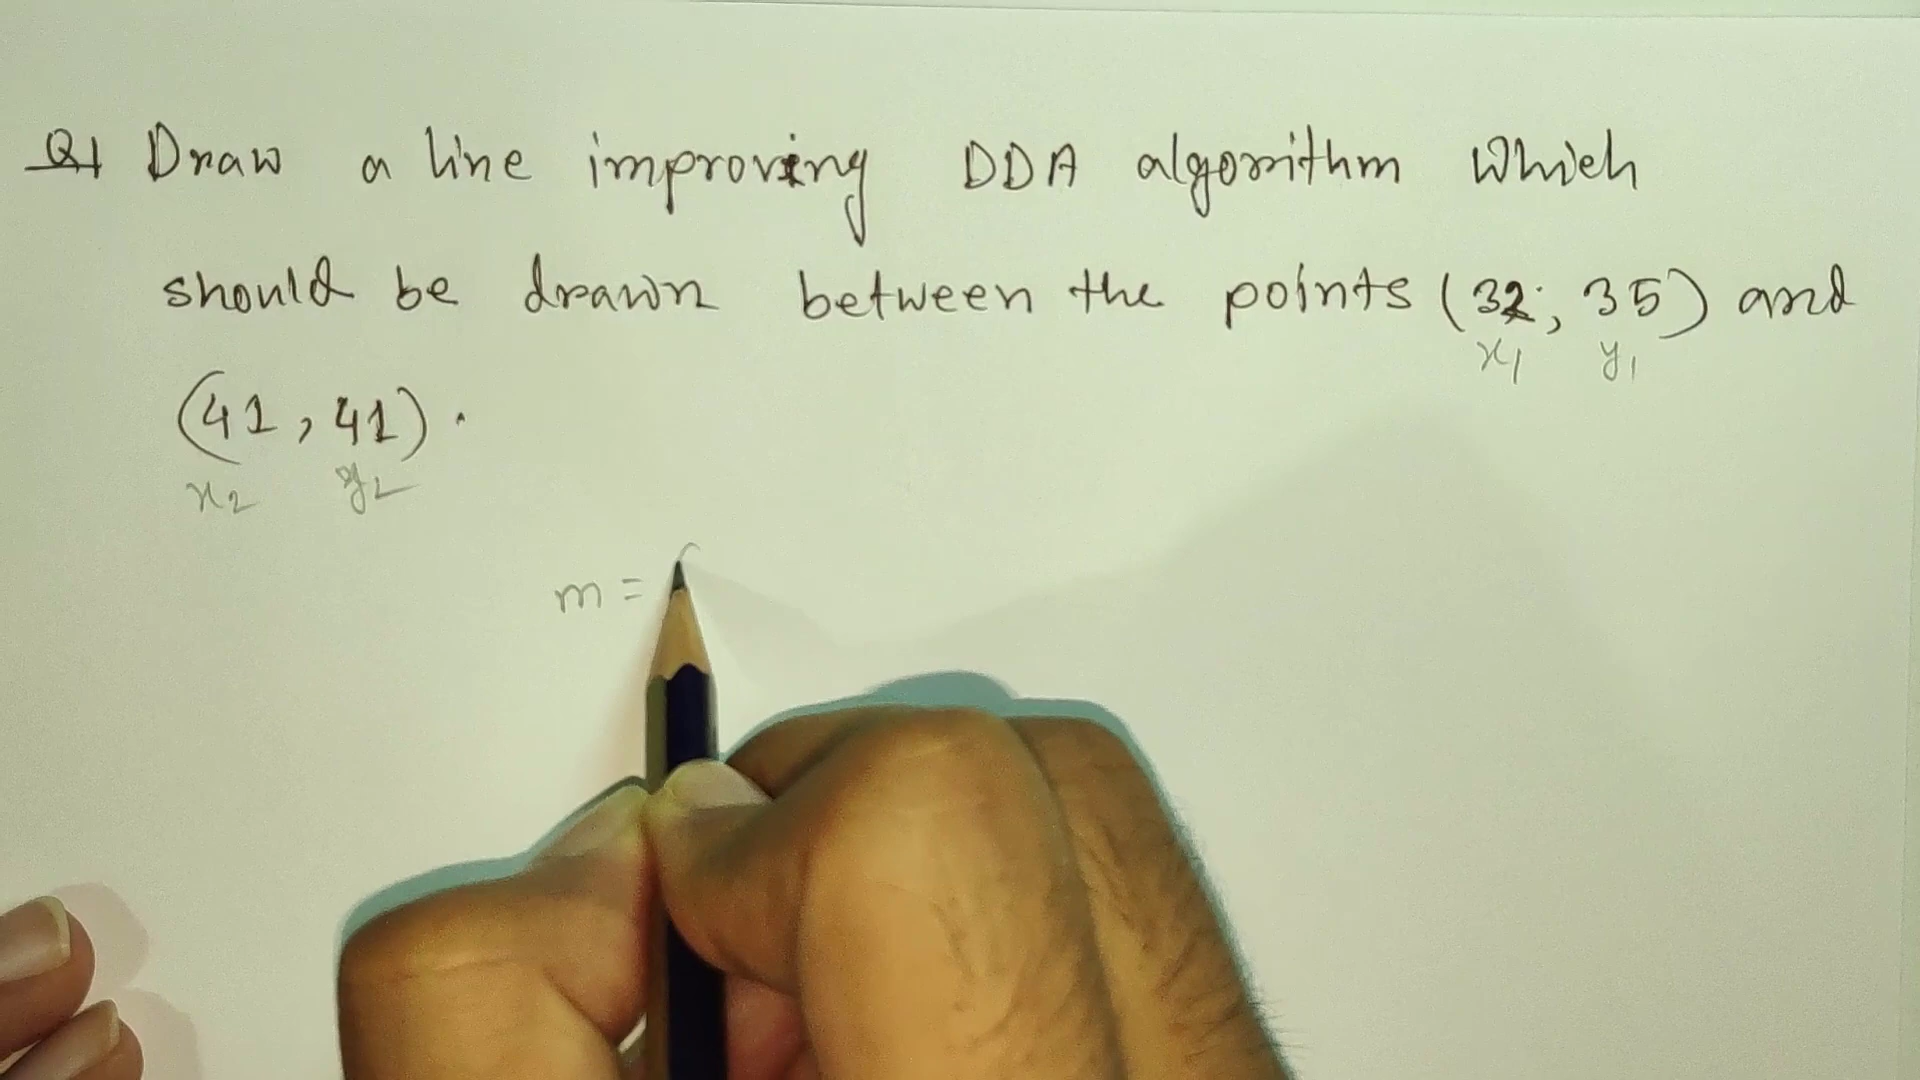 Q1 Draw a line improving DDA algorithm which
should be drawn between the points (32, 35) and
x1 y1
(41, 41).
x2 y2
m =